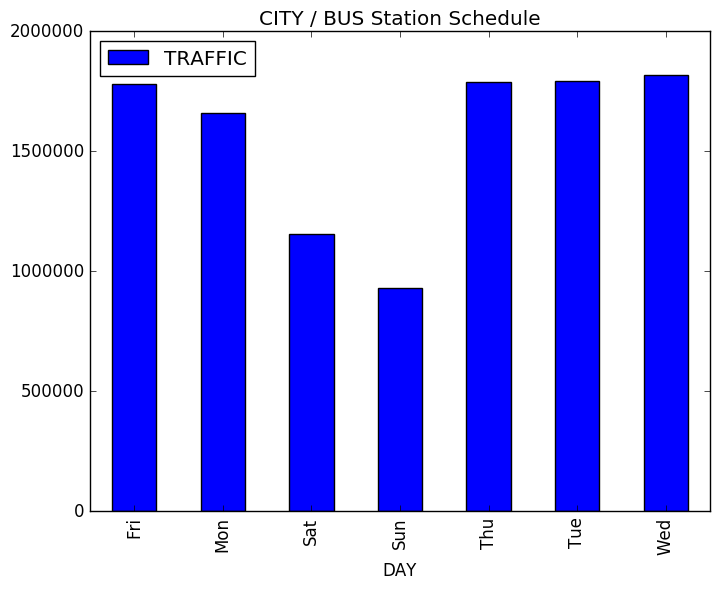 CITY / BUS Station Schedule
TRAFFIC
2000000
1500000
1000000
500000
0
Fri
Mon
Sat
Sun
Thu
Tue
Wed
DAY